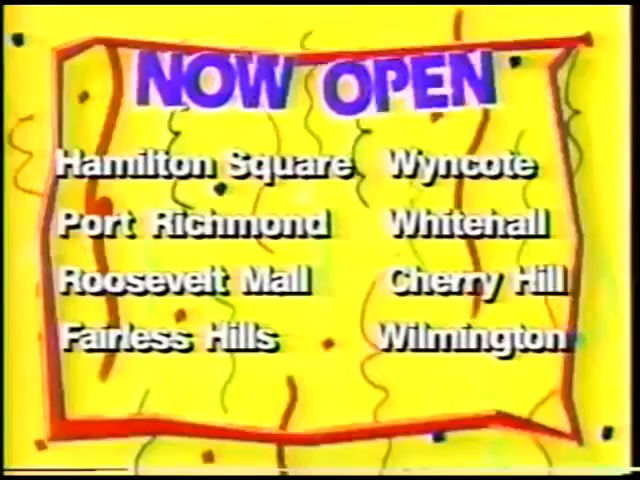 NOW OPEN
Hamilton Square Wyncote
Port Richmond Whitehall
Roosevelt Mall Cherry Hill
Fairless Hills Wilmington